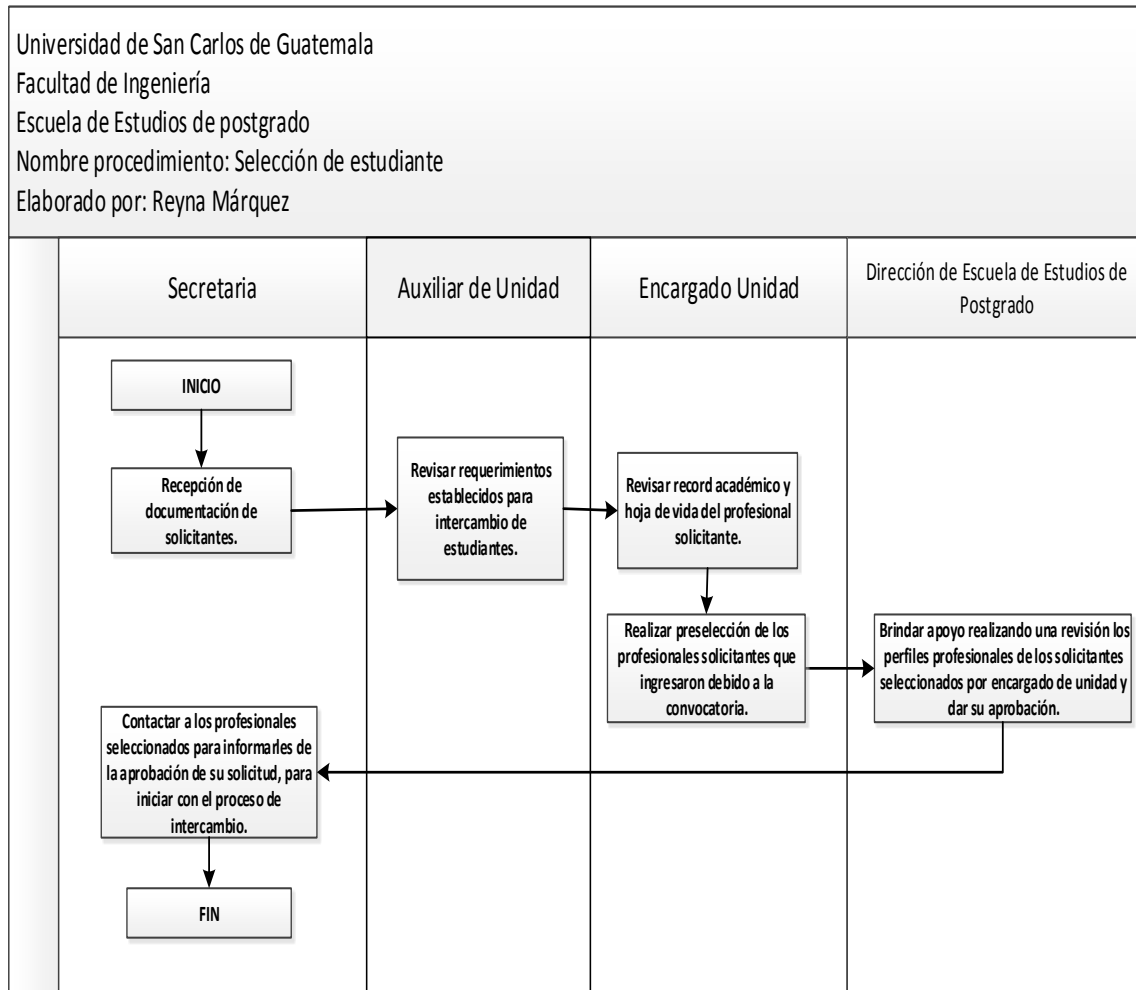 Universidad de San Carlos de Guatemala
Facultad de Ingeniería
Escuela de Estudios de postgrado
Nombre procedimiento: Selección de estudiante
Elaborado por: Reyna Márquez
Secretaria
Auxiliar de Unidad
Encargado Unidad
Dirección de Escuela de Estudios de
Postgrado
INICIO
Recepción de
documentación de
solicitantes.
Revisar requerimientos
establecidos para
intercambio de
estudiantes.
Revisar record académico y
hoja de vida del profesional
solicitante.
Realizar preselección de los
profesionales solicitantes que
ingresaron debido a la
convocatoria.
Brindar apoyo realizando una revisión los
perfiles profesionales de los solicitantes
seleccionados por encargado de unidad y
dar su aprobación.
Contactar a los profesionales
seleccionados para informarles de
la aprobación de su solicitud, para
iniciar con el proceso de
intercambio.
FIN